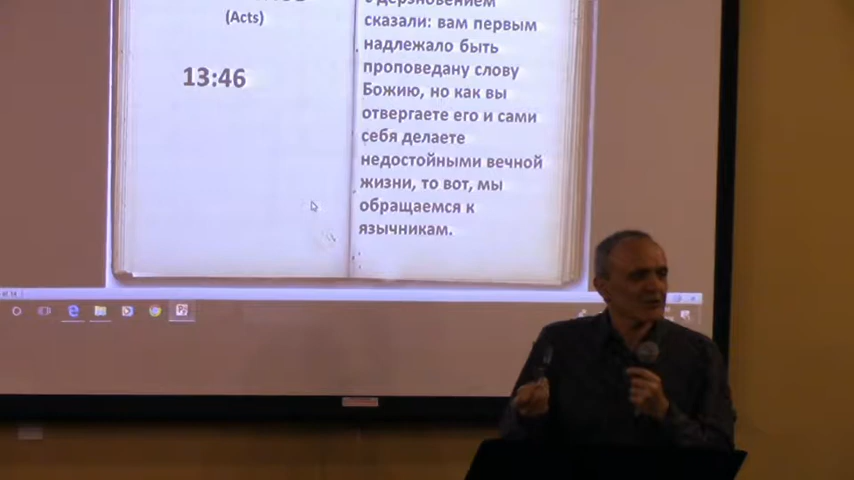 (Acts)
13:46
с дерзновением
сказали: вам первым
надлежало быть
проповедану слову
Божию, но как вы
отвергаете его и сами
себя делаете
недостойными вечной
жизни, то вот, мы
обращаемся к
язычникам.